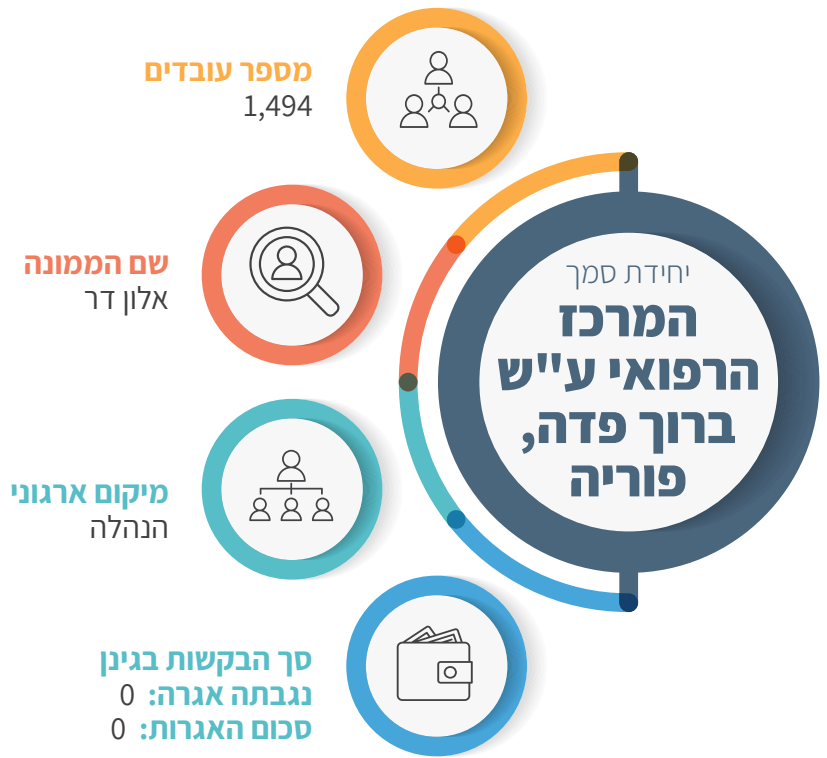 יחידת סמך
המרכז
הרפואי ע"ש
ברוך פדה,
פוריה
מספר עובדים
1,494
שם הממונה
אלון דר
מיקום ארגוני
הנהלה
סך הבקשות בגינן
נגבתה אגרה: 0
סכום האגרות: 0